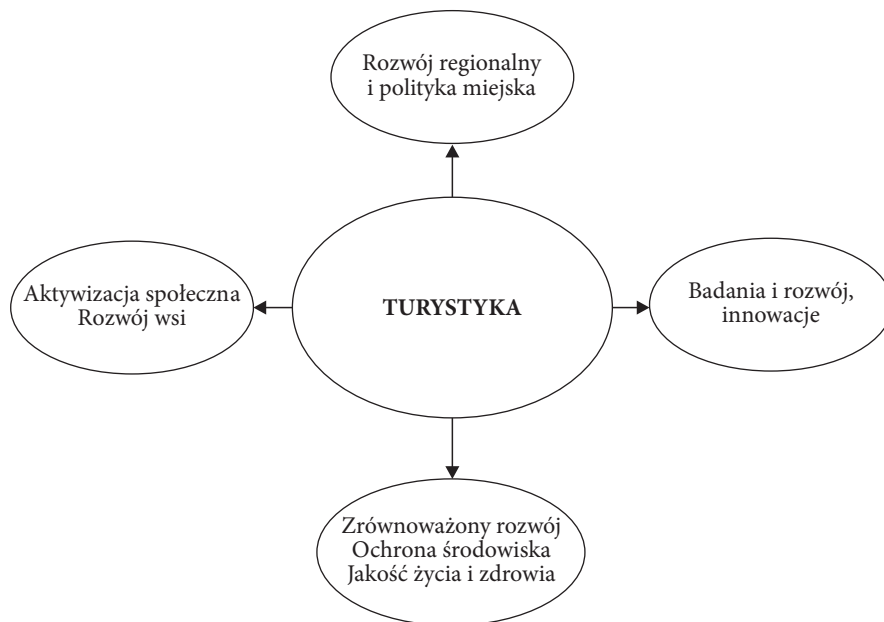 Rozwój regionalny
i polityka miejska
Aktywizacja społeczna
Rozwój wsi
TURYSTYKA
Badania i rozwój,
innowacje
Zrównoważony rozwój
Ochrona środowiska
Jakość życia i zdrowia